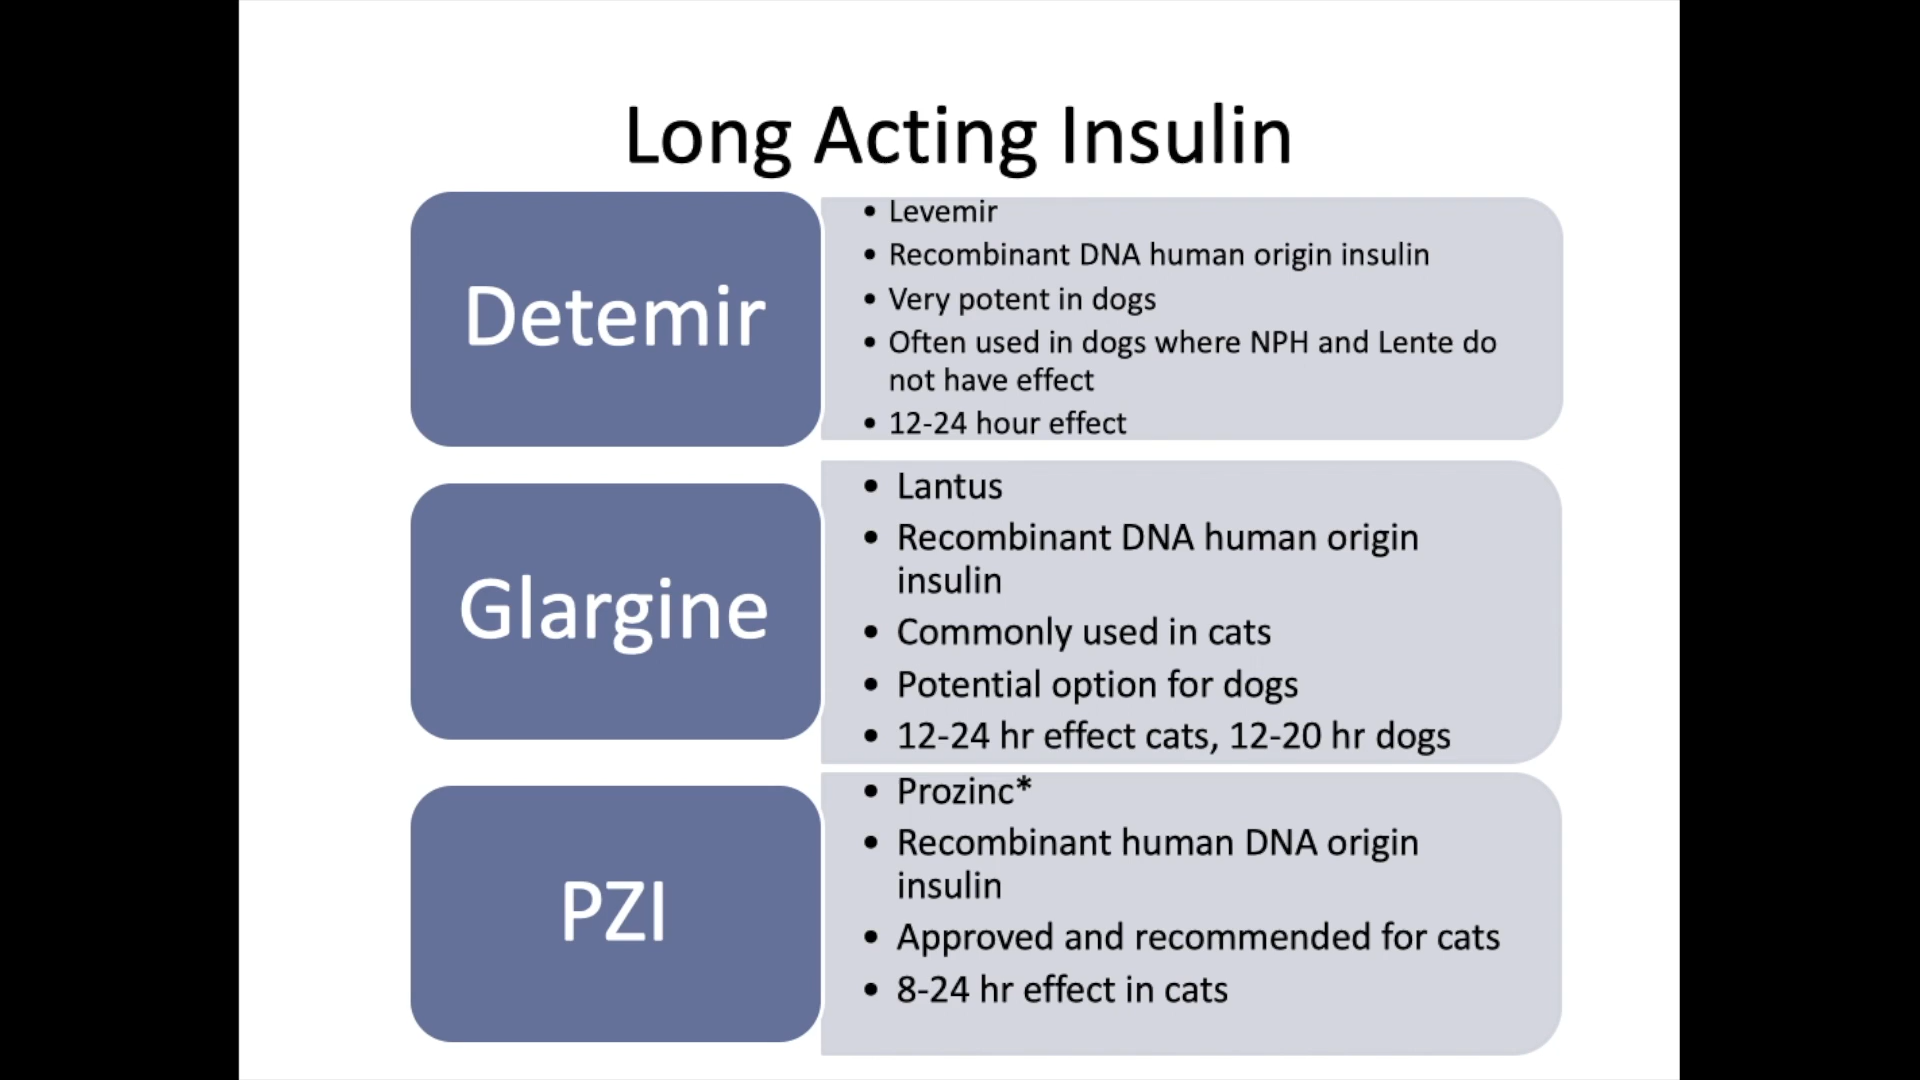 Long Acting Insulin
Detemir
• Levemir
• Recombinant DNA human origin insulin
• Very potent in dogs
• Often used in dogs where NPH and Lente do
not have effect
• 12-24 hour effect
Glargine
• Lantus
• Recombinant DNA human origin
insulin
• Commonly used in cats
• Potential option for dogs
• 12-24 hr effect cats, 12-20 hr dogs
PZI
• Prozinc*
• Recombinant human DNA origin
insulin
• Approved and recommended for cats
• 8-24 hr effect in cats